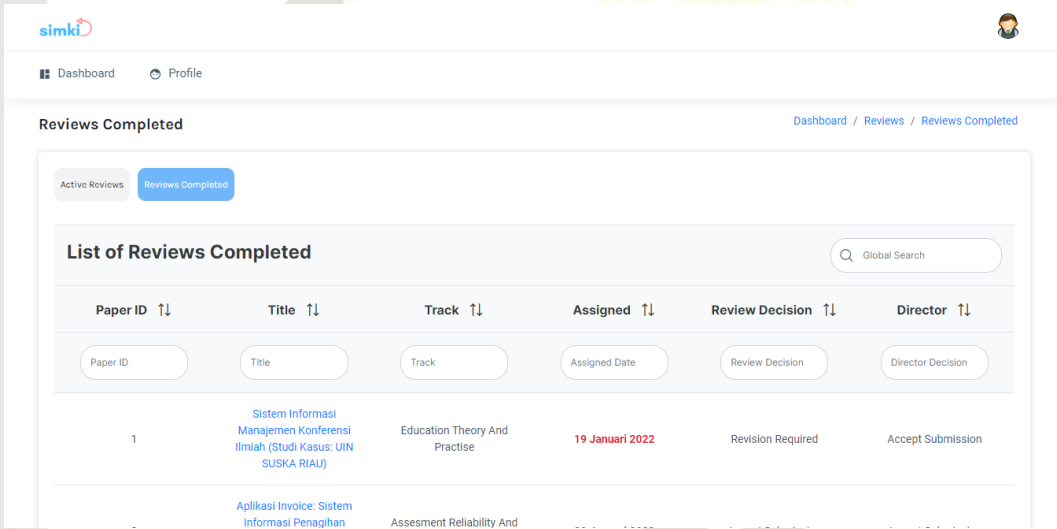 simki
Dashboard Profile
Reviews Completed
Dashboard / Reviews / Reviews Completed
Active Reviews Reviews Completed
List of Reviews Completed
Global Search
Paper ID Title Track Assigned Review Decision Director
Paper ID Title Track Assigned Date Review Decision Director Decision
Sistem Informasi
Manajemen Konferensi
Ilmiah (Studi Kasus: UIN
SUSKA RIAU)
1
Education Theory And
Practise
19 Januari 2022
Revision Required
Accept Submission
Aplikasi Invoice: Sistem
Informasi Penagihan
Assesment Reliability And